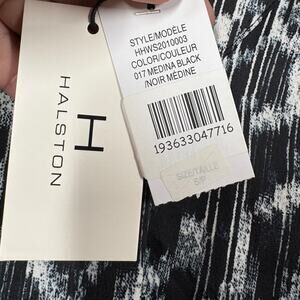 H
HALSTON
STYLE/MODÈLE
HHWS2010003
COLOR/COULEUR
017 MEDINA BLACK
/NOIR MÉDINE
193633047716
SIZE/TAILLE
S/P